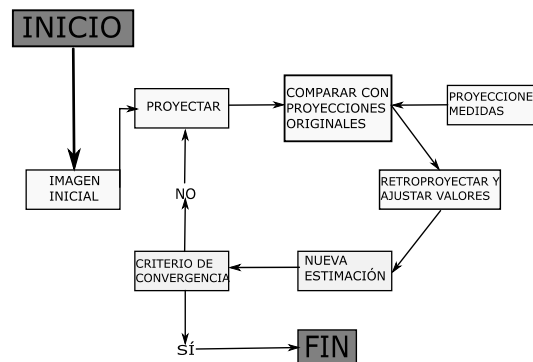 INICIO
PROYECTAR
COMPARAR CON
PROYECCIONES
ORIGINALES
PROYECCIONE
MEDIDAS
IMAGEN
INICIAL
NO
RETROPROYECTAR Y
AJUSTAR VALORES
CRITERIO DE
CONVERGENCIA
NUEVA
ESTIMACIÓN
SÍ
FIN